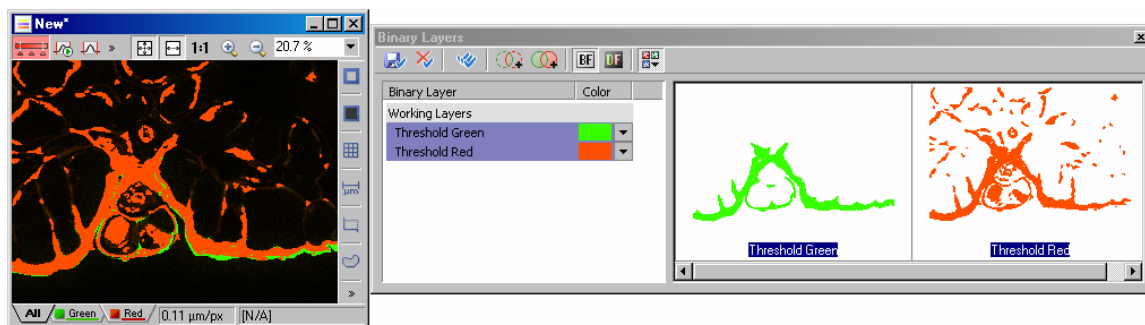 New*
» 1:1 20.7 %
»
All Green Red 0.11 µm/px [N/A]
µm
Binary Layers
BF DF
Binary Layer Color
Working Layers
Threshold Green
Threshold Red
Threshold Green Threshold Red